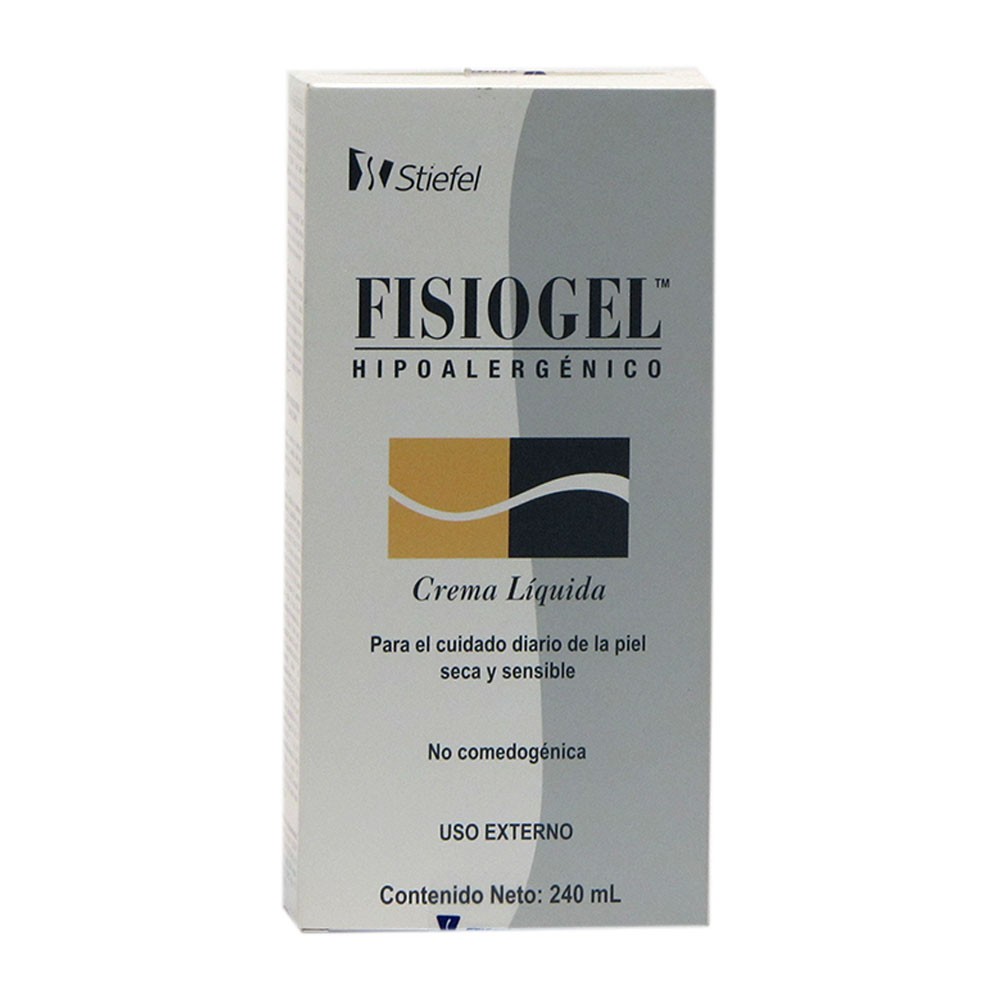 Stiefel
FISIOGEL™
HIPOALERGÉNICO
Crema Líquida
Para el cuidado diario de la piel
seca y sensible
No comedogénica
USO EXTERNO
Contenido Neto: 240 mL